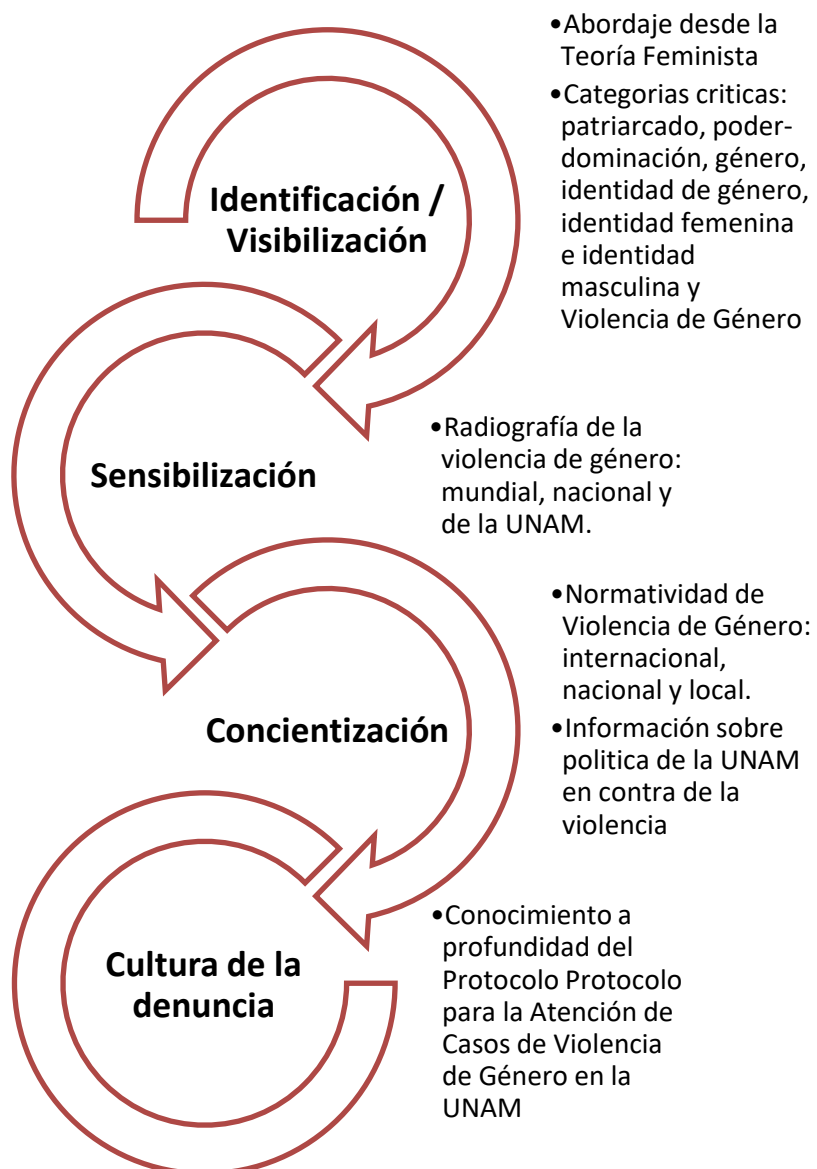 Identificación /
Visibilización
•Abordaje desde la
Teoría Feminista
•Categorias criticas:
patriarcado, poder-
dominación, género,
identidad de género,
identidad femenina
e identidad
masculina y
Violencia de Género
Sensibilización
•Radiografía de la
violencia de género:
mundial, nacional y
de la UNAM.
Concientización
•Normatividad de
Violencia de Género:
internacional,
nacional y local.
•Información sobre
politica de la UNAM
en contra de la
violencia
Cultura de la
denuncia
•Conocimiento a
profundidad del
Protocolo Protocolo
para la Atención de
Casos de Violencia
de Género en la
UNAM